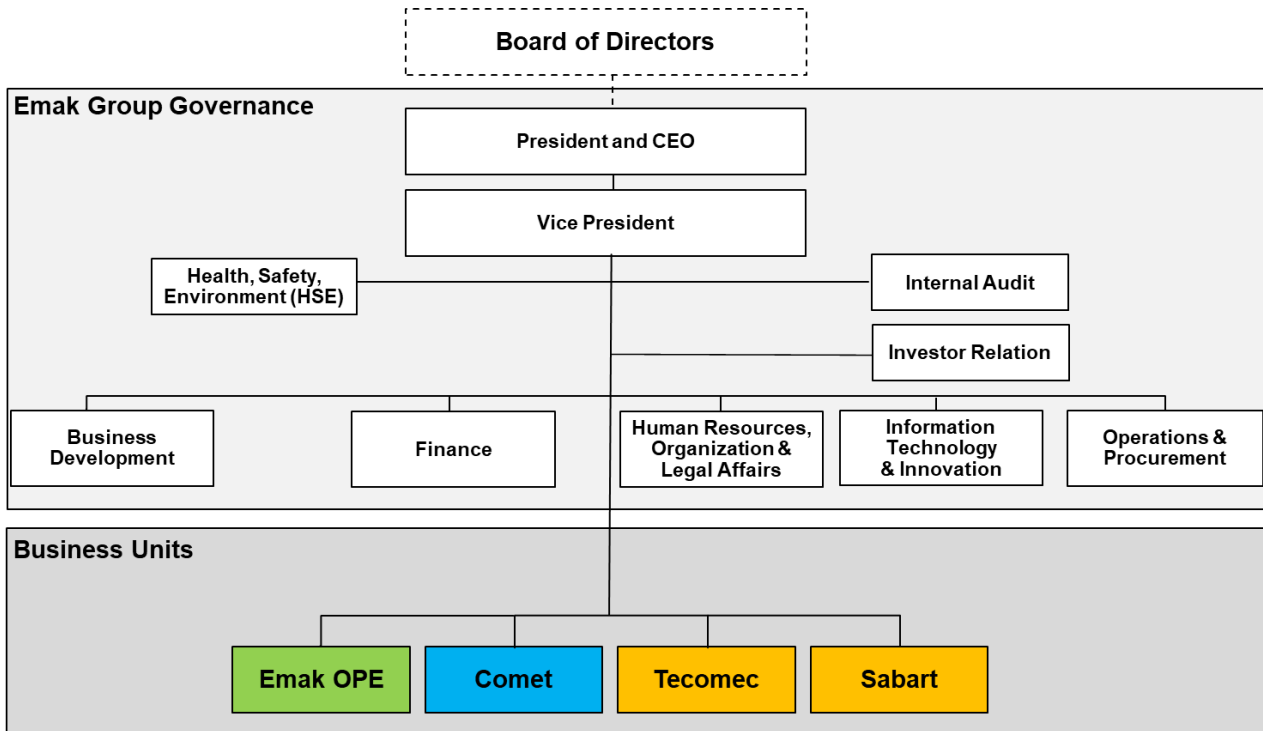 Board of Directors
Emak Group Governance
President and CEO
Vice President
Health, Safety,
Environment (HSE)
Internal Audit
Investor Relation
Business
Development
Finance
Human Resources,
Organization &
Legal Affairs
Information
Technology
& Innovation
Operations &
Procurement
Business Units
Emak OPE
Comet
Tecomec
Sabart